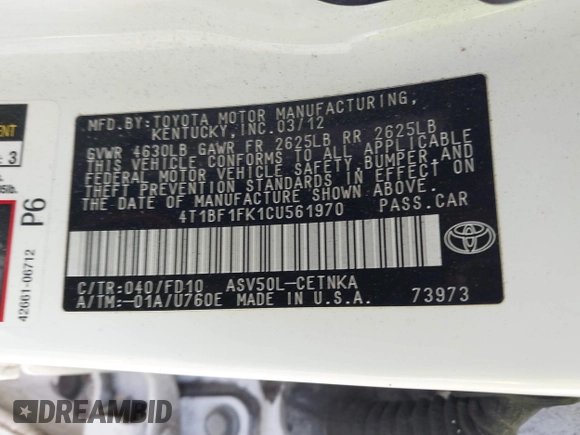 MFD. BY:TOYOTA MOTOR MANUFACTURING,
KENTUCKY, INC. 03/12
GVWR 4630LB GAWR FR 2625LB RR 2625LB
THIS VEHICLE CONFORMS TO ALL APPLICABLE
FEDERAL MOTOR VEHICLE SAFETY, BUMPER, AND
THEFT PREVENTION STANDARDS IN EFFECT ON
THE DATE OF MANUFACTURE SHOWN ABOVE.
4T1BF1FK1CU561970 PASS. CAR
TOYOTA
C/TR:040/FD10 ASV50L-CETNKA
A/TM:-01A/U760E MADE IN U.S.A. 73973
ENT
: 3
P6
42661-06712
DREAMBID